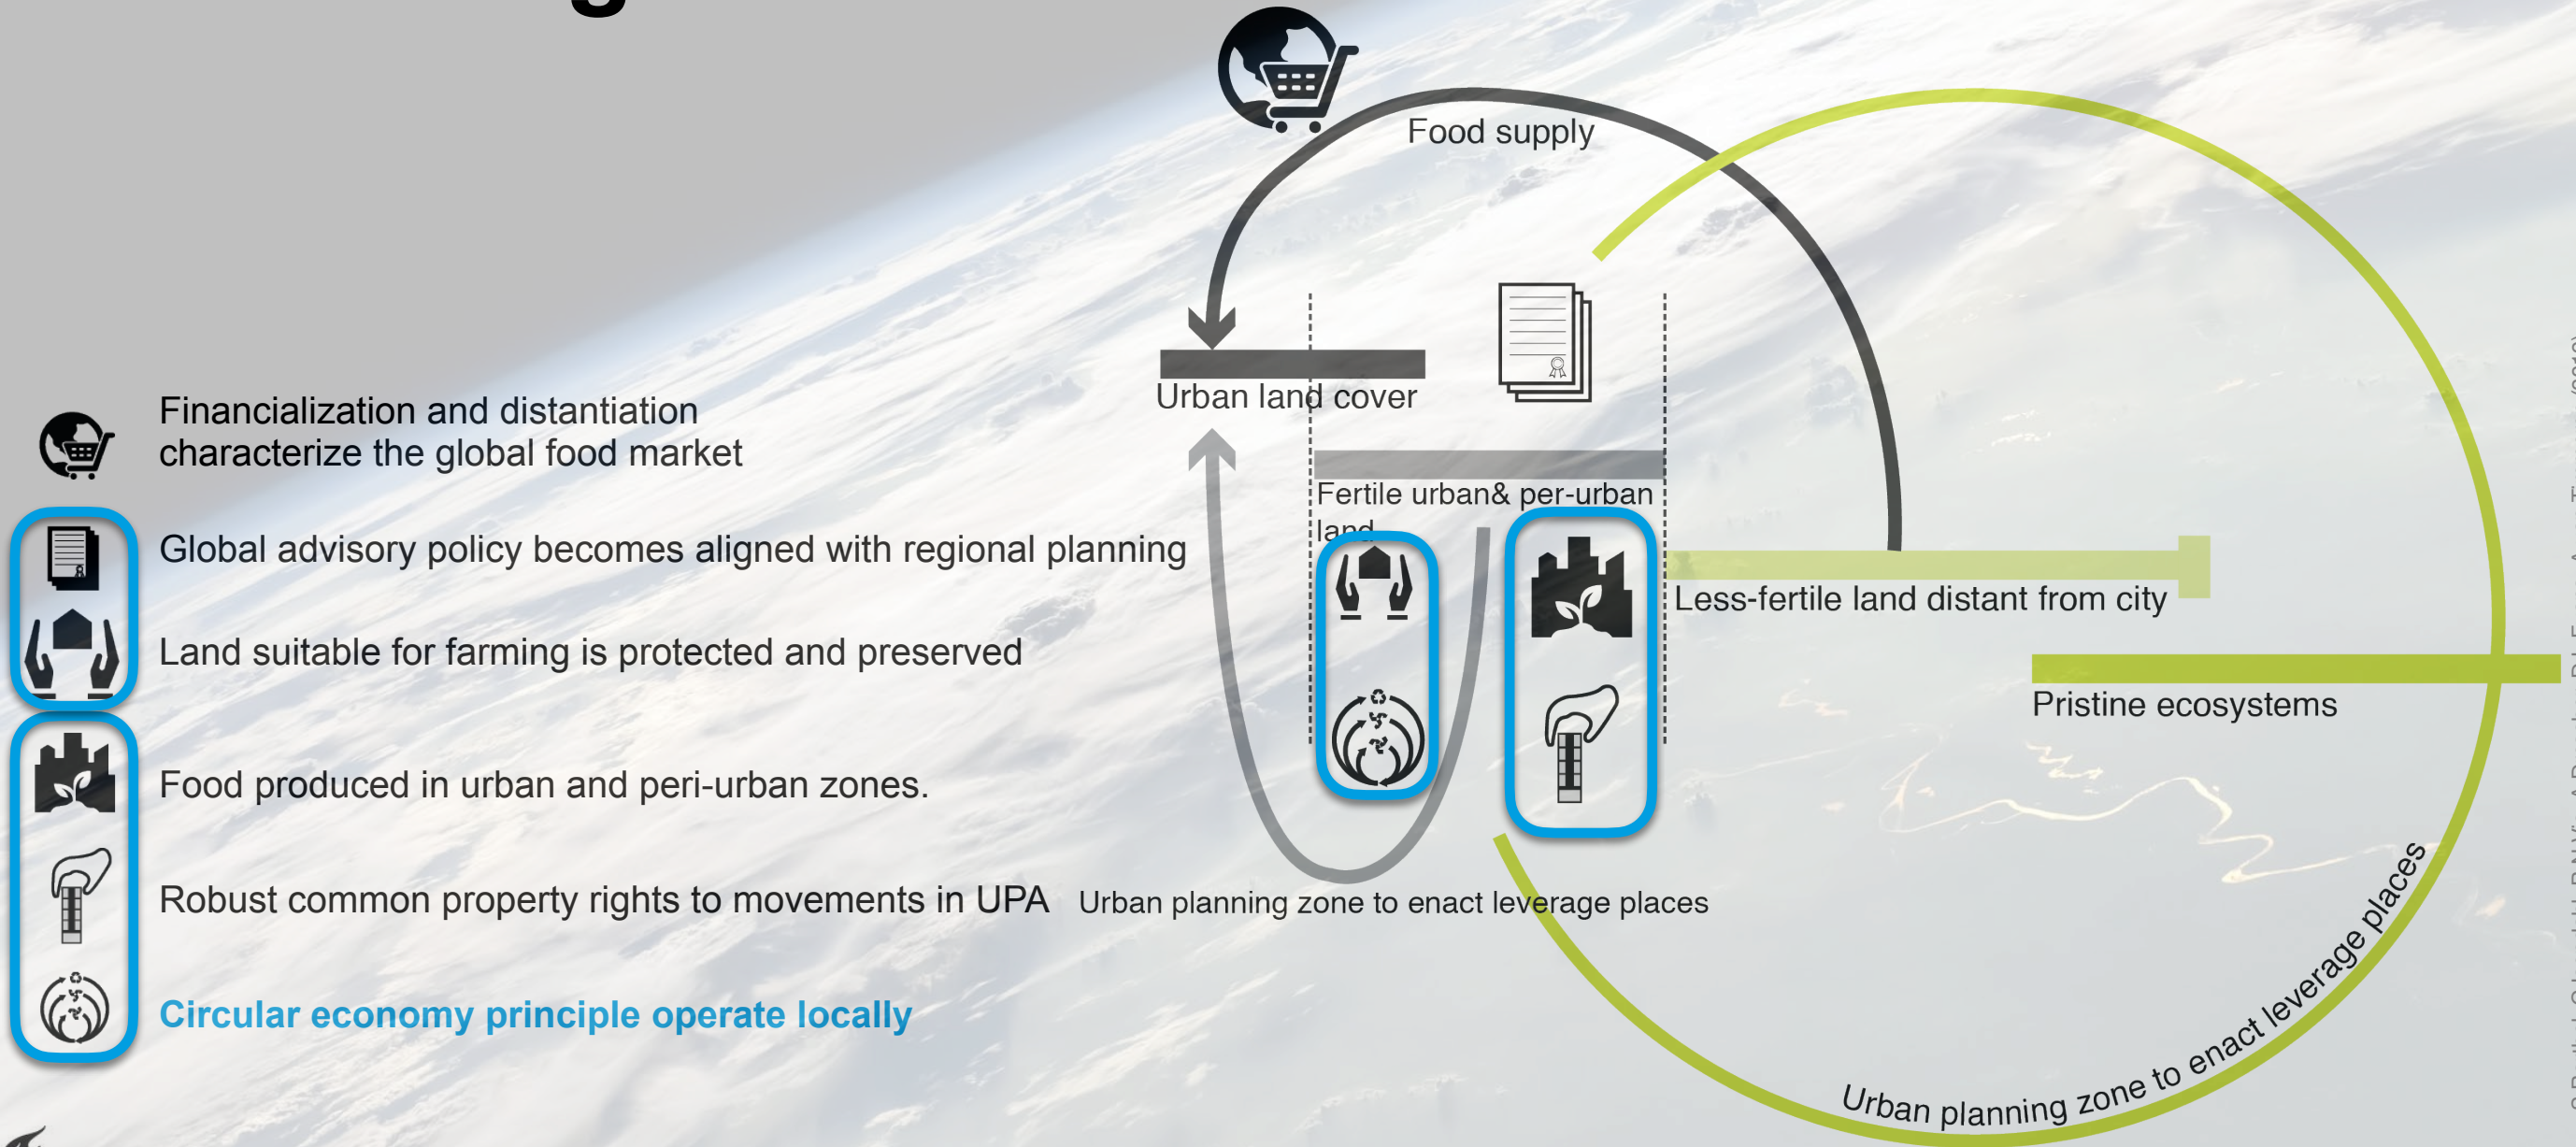 Food supply
Urban land cover
Financialization and distantiation
characterize the global food market
Fertile urban& per-urban
land
Global advisory policy becomes aligned with regional planning
Less-fertile land distant from city
Land suitable for farming is protected and preserved
Pristine ecosystems
Food produced in urban and peri-urban zones.
Robust common property rights to movements in UPA
Urban planning zone to enact leverage places
Circular economy principle operate locally
Urban planning zone to enact leverage places